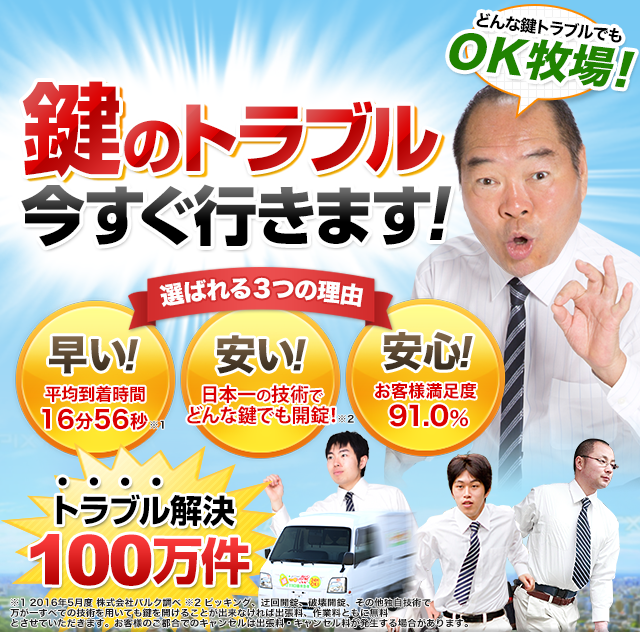 どんな鍵トラブルでも
OK牧場!
鍵のトラブル
今すぐ行きます!
選ばれる3つの理由
早い!
平均到着時間
16分56秒※1
安い!
日本一の技術で
どんな鍵でも開錠!※2
安心!
お客様満足度
91.0%
トラブル解決
100万件
※1 2016年5月度 株式会社バルク調べ ※2 ピッキング、迂回開錠、破壊開錠、その他独自技術で
万が一すべての技術を用いても鍵を開けることが出来なければ出張料、作業料ともに無料
とさせていただきます。お客様のご都合でのキャンセルは出張料・キャンセル料が発生する場合があります。